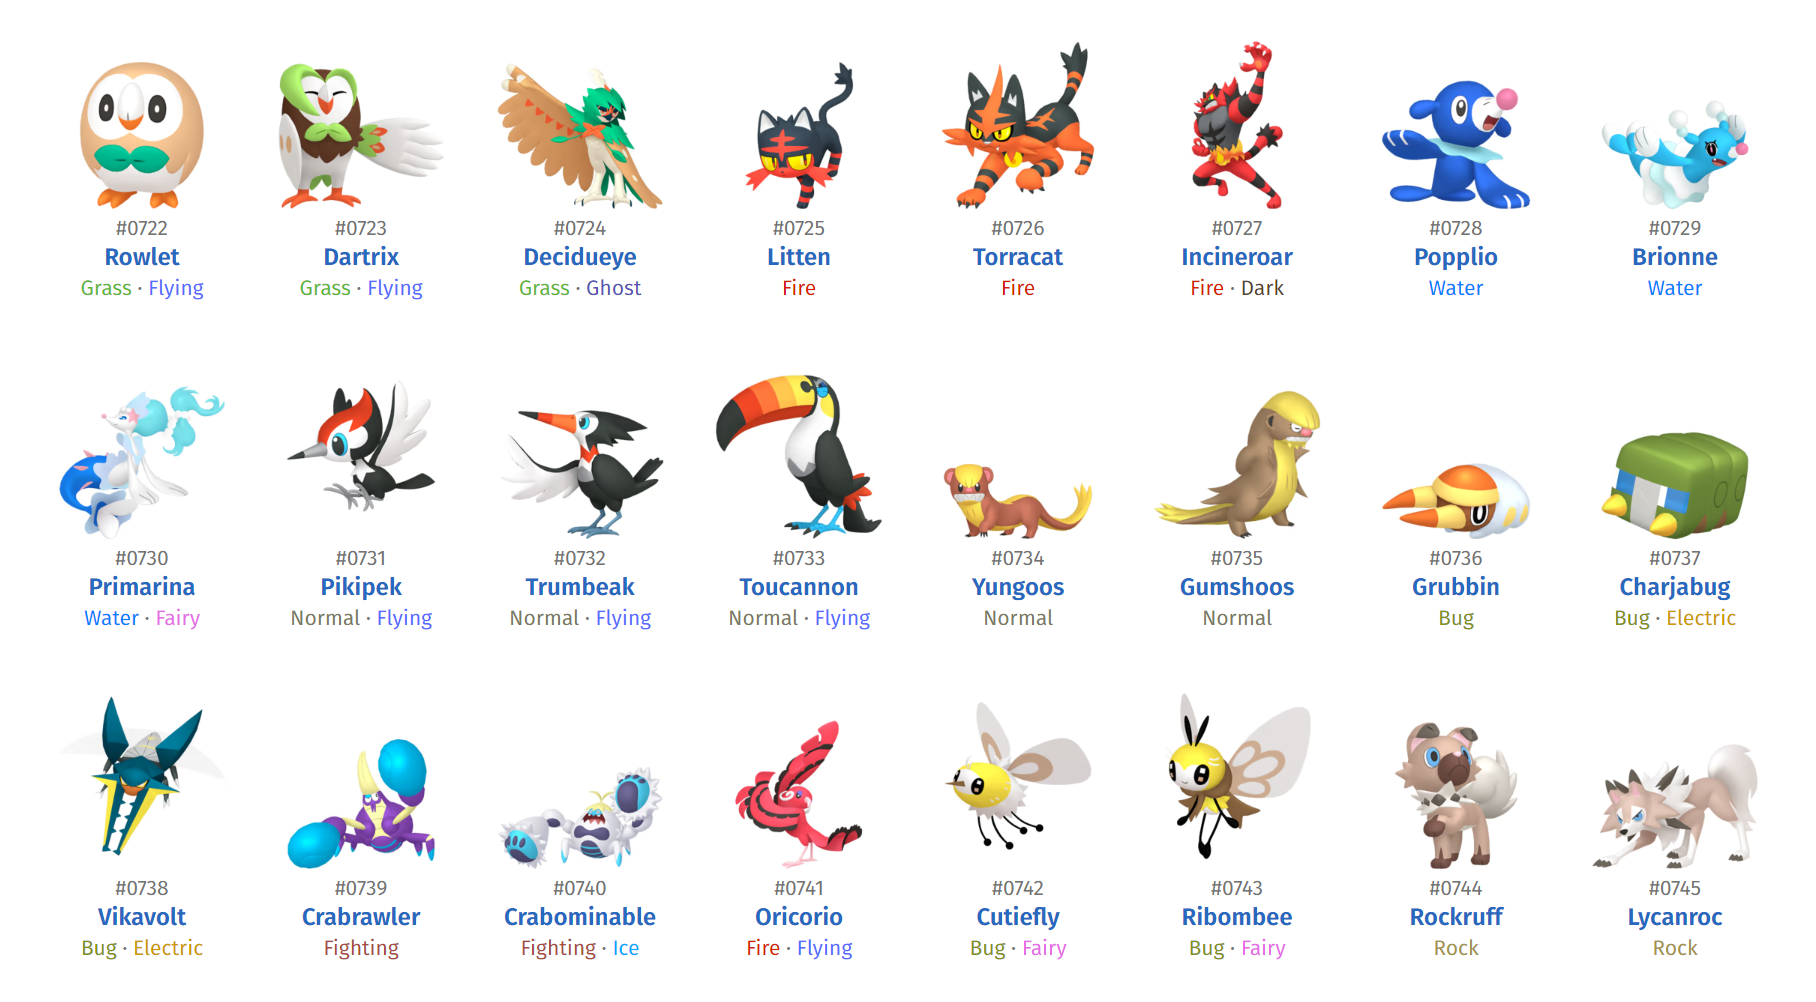 #0722 #0723 #0724 #0725 #0726 #0727 #0728 #0729
Rowlet Dartrix Decidueye Litten Torracat Incineroar Popplio Brionne
Grass · Flying Grass · Flying Grass · Ghost Fire Fire Fire · Dark Water Water
#0730 #0731 #0732 #0733 #0734 #0735 #0736 #0737
Primarina Pikipek Trumbeak Toucannon Yungoos Gumshoos Grubbin Charjabug
Water · Fairy Normal · Flying Normal · Flying Normal · Flying Normal Normal Bug Bug · Electric
#0738 #0739 #0740 #0741 #0742 #0743 #0744 #0745
Vikavolt Crabrawler Crabominable Oricorio Cutiefly Ribombee Rockruff Lycanroc
Bug · Electric Fighting Fighting · Ice Fire · Flying Bug · Fairy Bug · Fairy Rock Rock